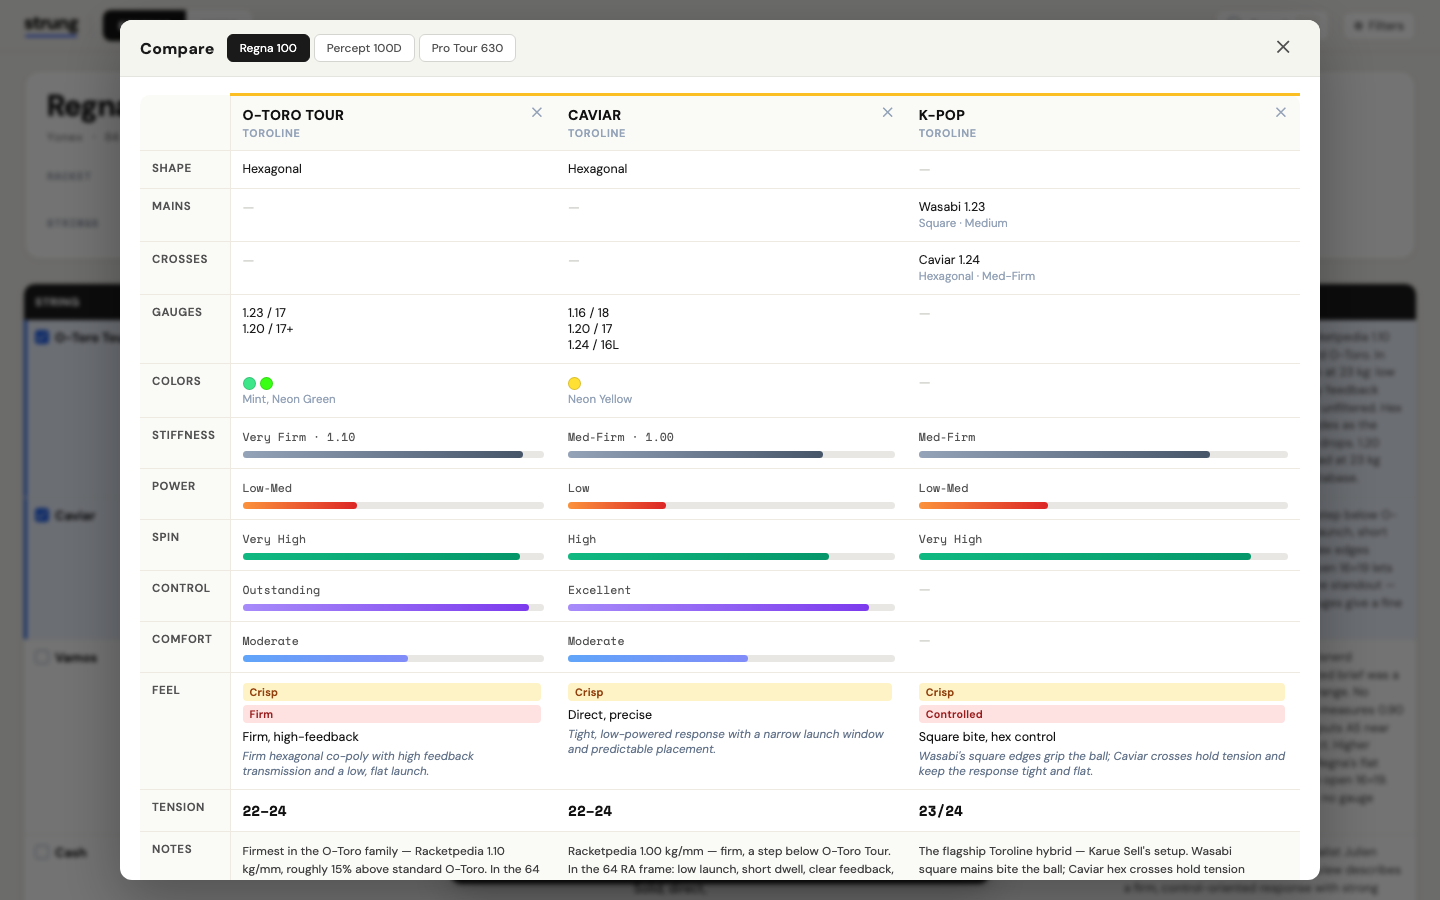 strung
Filters
Compare
Regna 100
Percept 100D
Pro Tour 630
O-TORO TOUR
TOROLINE
CAVIAR
TOROLINE
K-POP
TOROLINE
SHAPE
Hexagonal
Hexagonal
—
MAINS
—
—
Wasabi 1.23
Square · Medium
CROSSES
—
—
Caviar 1.24
Hexagonal · Med-Firm
GAUGES
1.23 / 17
1.20 / 17+
1.16 / 18
1.20 / 17
1.24 / 16L
—
COLORS
Mint, Neon Green
Neon Yellow
—
STIFFNESS
Very Firm · 1.10
Med-Firm · 1.00
Med-Firm
POWER
Low-Med
Low
Low-Med
SPIN
Very High
High
Very High
CONTROL
Outstanding
Excellent
—
COMFORT
Moderate
Moderate
—
FEEL
Crisp
Firm
Firm, high-feedback
Firm hexagonal co-poly with high feedback
transmission and a low, flat launch.
Crisp
Direct, precise
Tight, low-powered response with a narrow launch window
and predictable placement.
Crisp
Controlled
Square bite, hex control
Wasabi's square edges grip the ball; Caviar crosses hold tension and
keep the response tight and flat.
TENSION
22–24
22–24
23/24
NOTES
Firmest in the O-Toro family — Racketpedia 1.10
kg/mm, roughly 15% above standard O-Toro. In the 64
Racketpedia 1.00 kg/mm — firm, a step below O-Toro Tour.
In the 64 RA frame: low launch, short dwell, clear feedback,
The flagship Toroline hybrid — Karue Sell's setup. Wasabi
square mains bite the ball; Caviar hex crosses hold tension
STRING
Caviar
Vamos
Cash